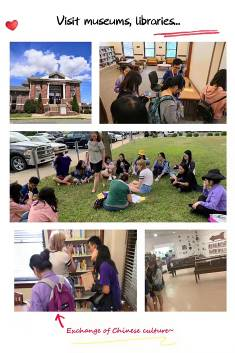 Visit museums, libraries...
Exchange of Chinese culture~